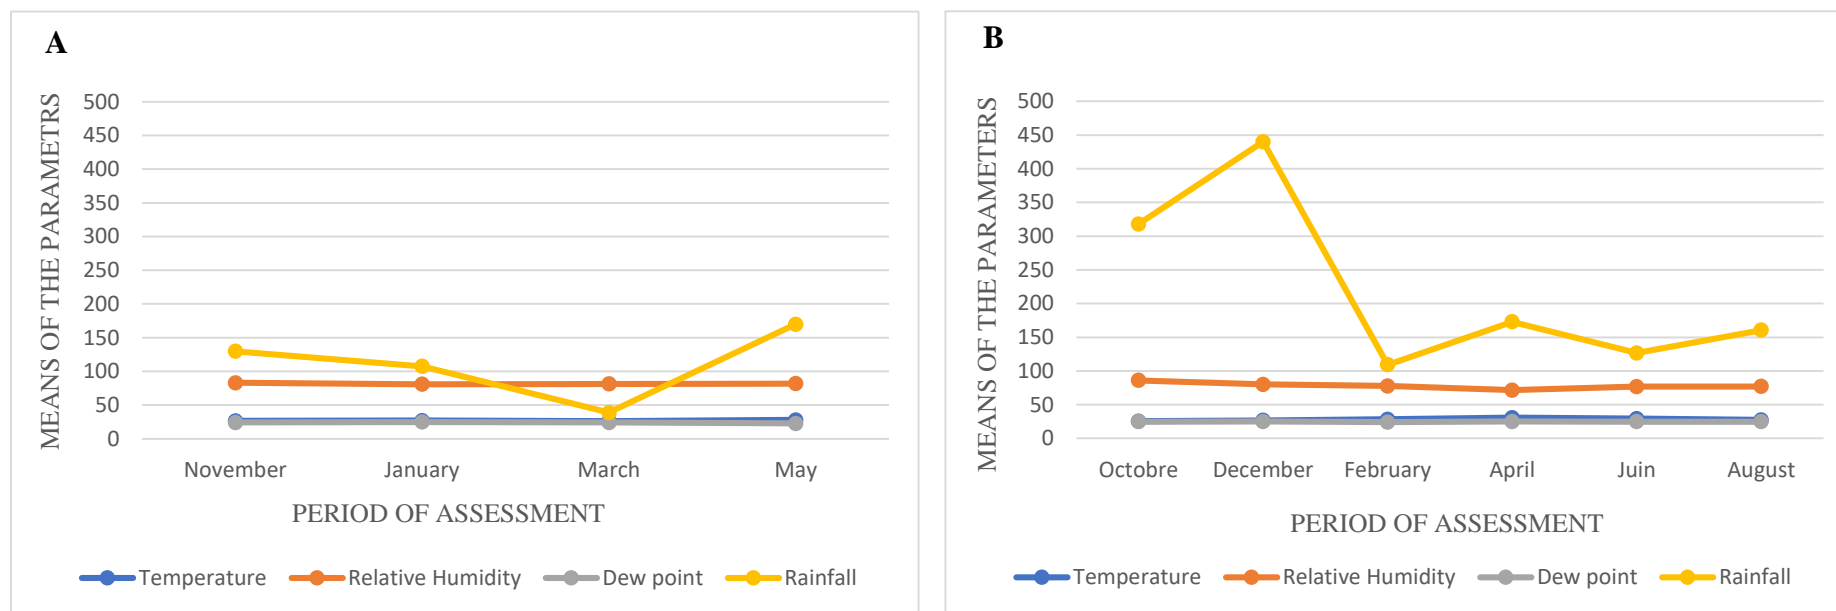 A
MEANS OF THE PARAMETRS
500
450
400
350
300
250
200
150
100
50
0
November January March May
PERIOD OF ASSESSMENT
Temperature Relative Humidity Dew point Rainfall
B
MEANS OF THE PARAMETERS
500
450
400
350
300
250
200
150
100
50
0
Octobre December February April Juin August
PERIOD OF ASSESSMENT
Temperature Relative Humidity Dew point Rainfall